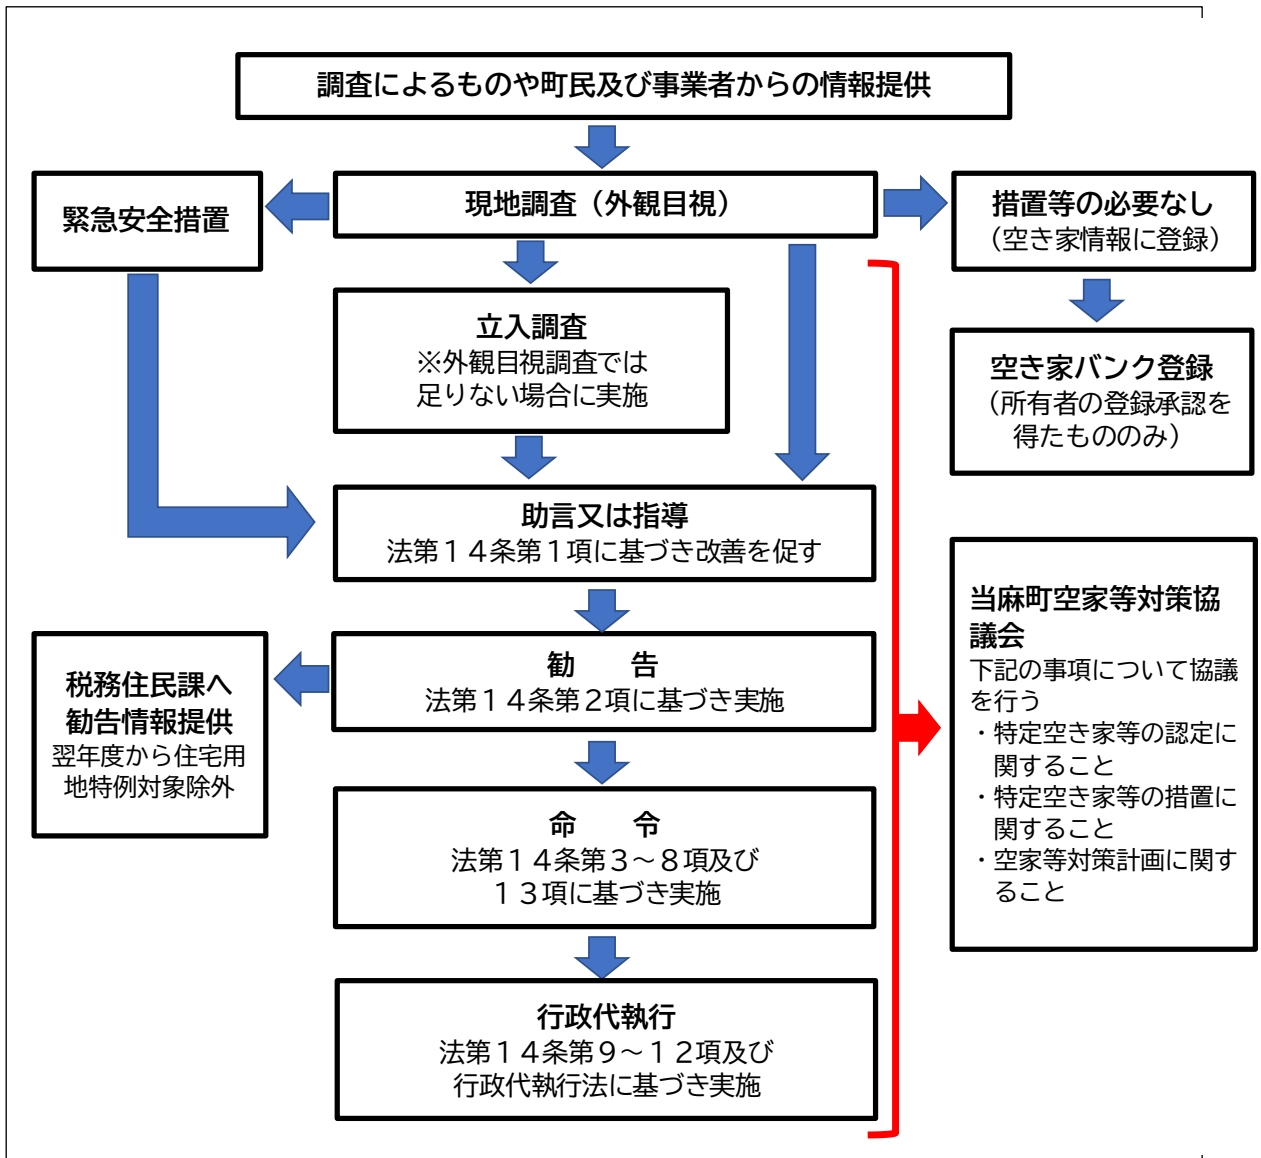 調査によるものや町民及び事業者からの情報提供
緊急安全措置
現地調査（外観目視）
措置等の必要なし
（空き家情報に登録）
立入調査
※外観目視調査では
足りない場合に実施
空き家バンク登録
（所有者の登録承認を
得たもののみ）
助言又は指導
法第１４条第１項に基づき改善を促す
税務住民課へ
勧告情報提供
翌年度から住宅用
地特例対象除外
勧　　告
法第１４条第２項に基づき実施
命　　令
法第１４条第３～８項及び
１３項に基づき実施
行政代執行
法第１４条第９～１２項及び
行政代執行法に基づき実施
当麻町空家等対策協
議会
下記の事項について協議
を行う
・特定空き家等の認定に
関すること
・特定空き家等の措置に
関すること
・空家等対策計画に関す
ること